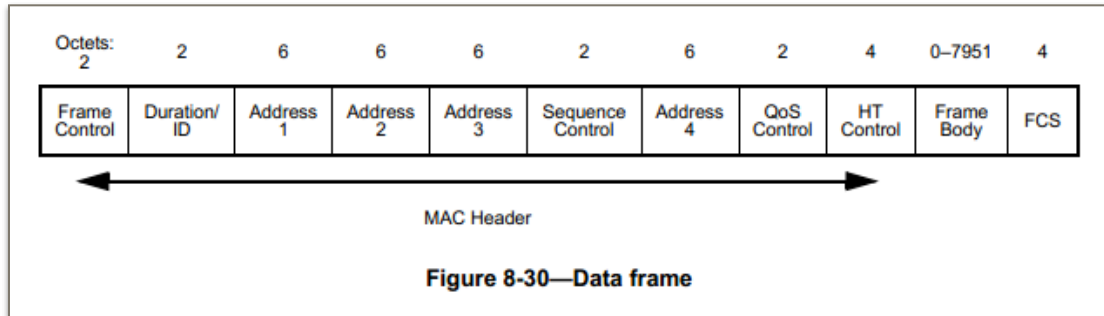 Octets:
2 2 6 6 6 2 6 2 4 0–7951 4
Frame Control Duration/ ID Address 1 Address 2 Address 3 Sequence Control Address 4 QoS Control HT Control Frame Body FCS
MAC Header
Figure 8-30—Data frame